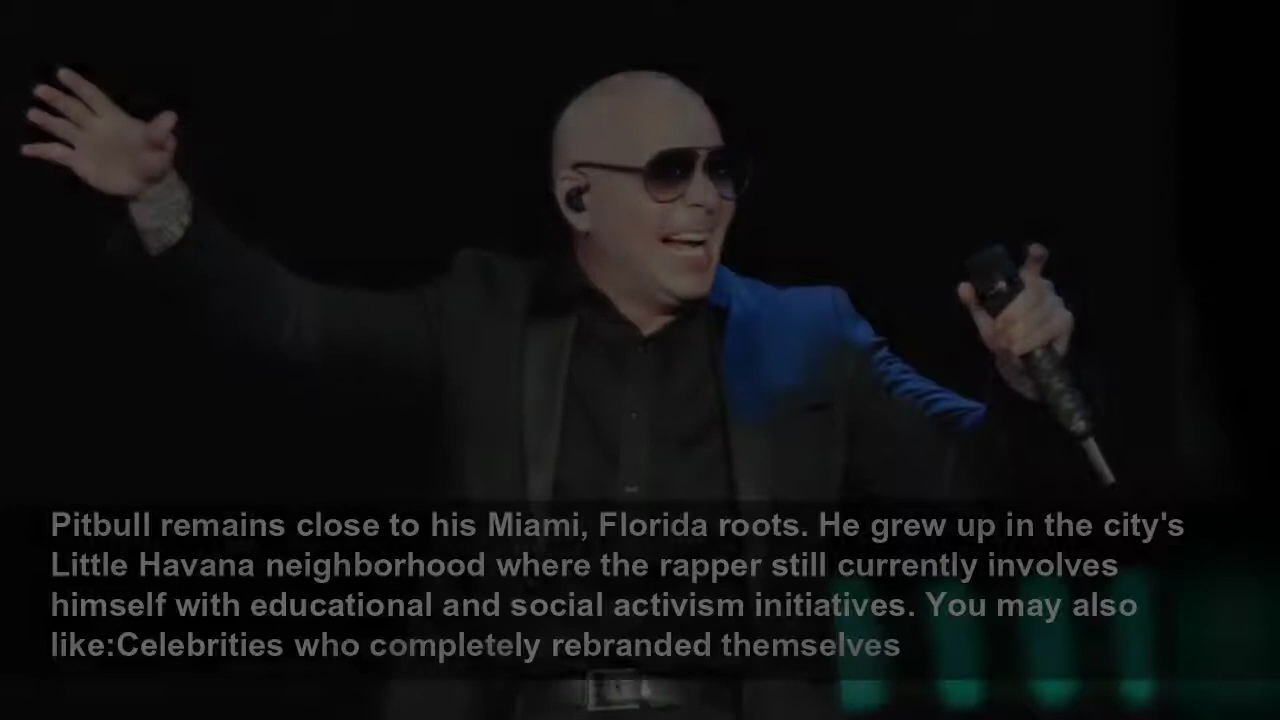 Pitbull remains close to his Miami, Florida roots. He grew up in the city's
Little Havana neighborhood where the rapper still currently involves
himself with educational and social activism initiatives. You may also
like:Celebrities who completely rebranded themselves